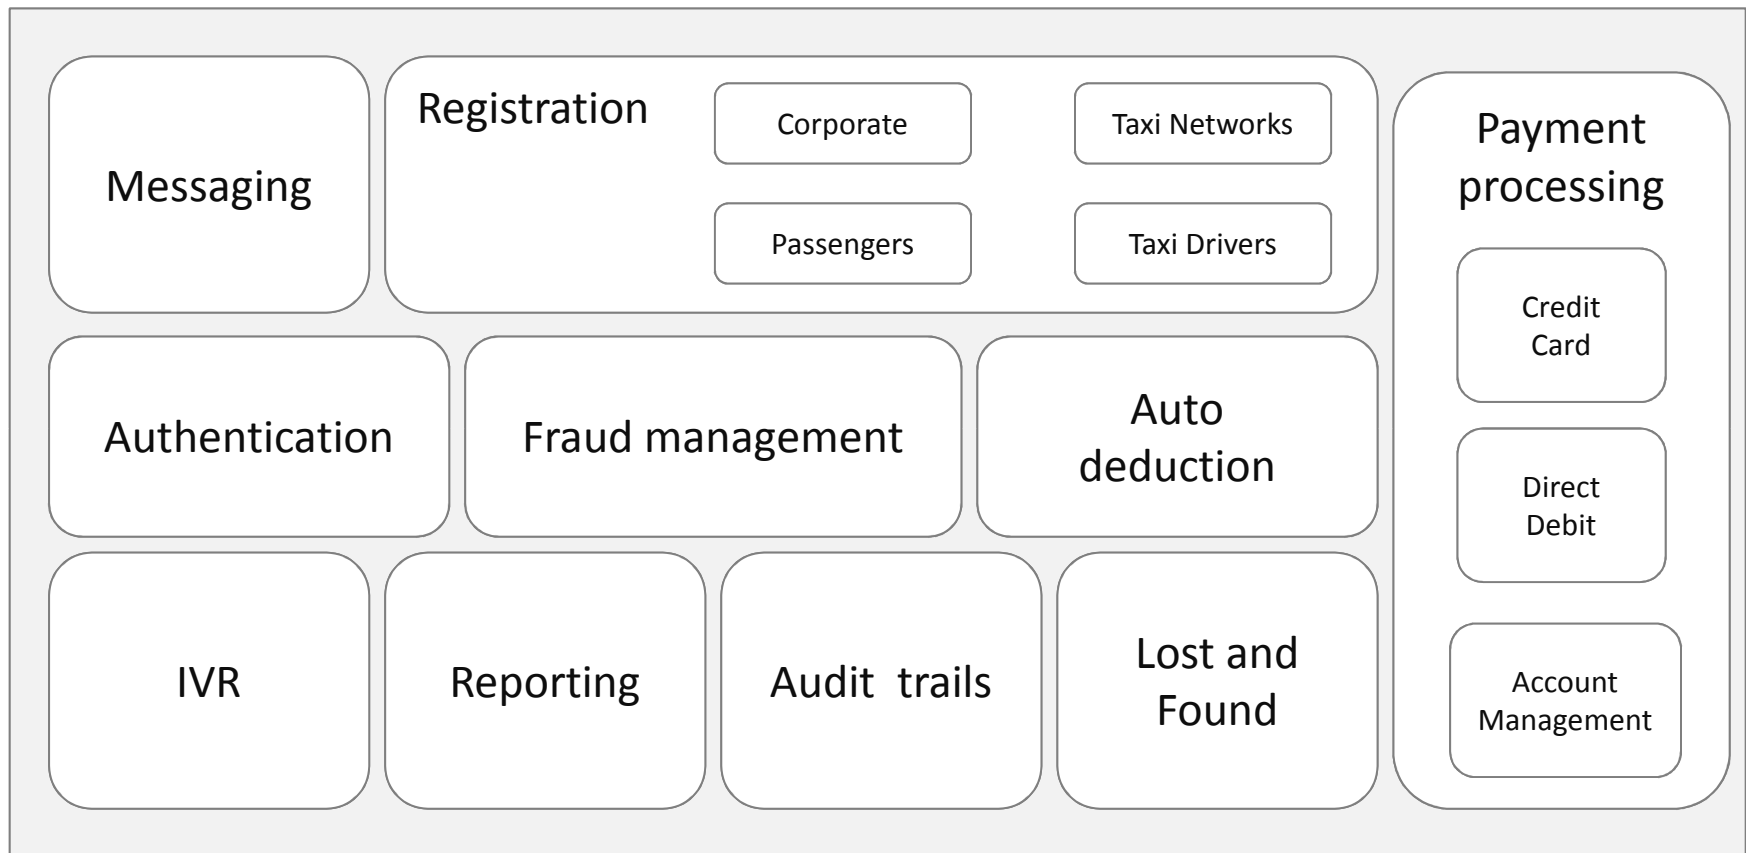 Messaging
Registration
Corporate
Taxi Networks
Passengers
Taxi Drivers
Payment
processing
Credit
Card
Direct
Debit
Account
Management
Authentication
Fraud management
Auto
deduction
IVR
Reporting
Audit  trails
Lost and
Found